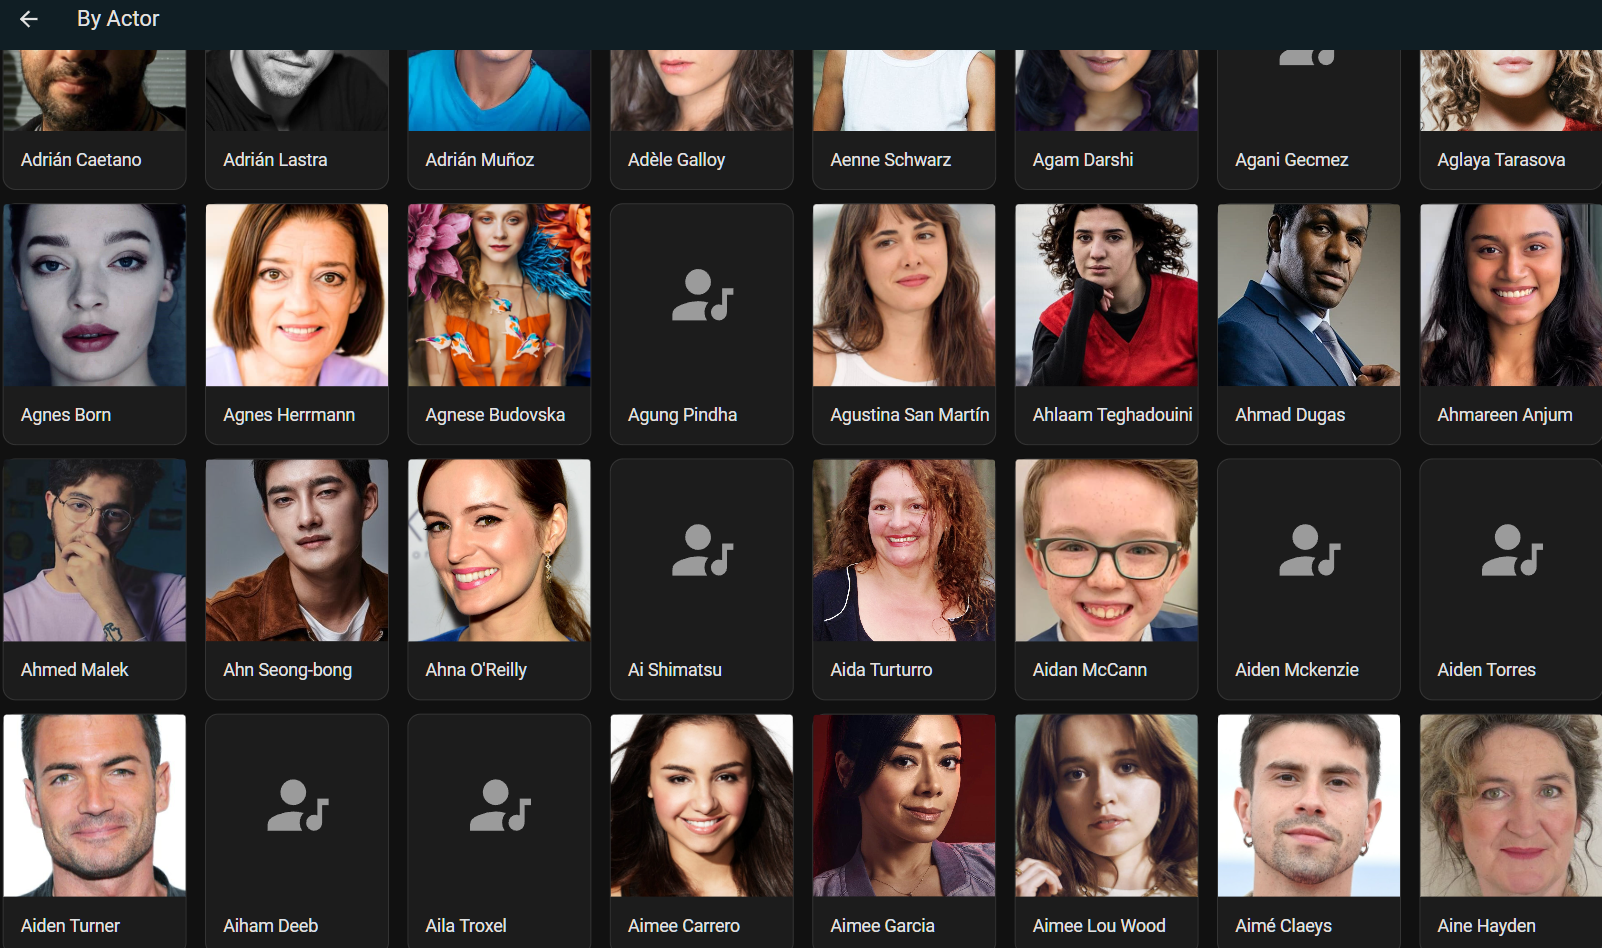 By Actor
Adrián Caetano
Adrián Lastra
Adrián Muñoz
Adèle Galloy
Aenne Schwarz
Agam Darshi
Agani Gecmez
Aglaya Tarasova
Agnes Born
Agnes Herrmann
Agnese Budovska
Agung Pindha
Agustina San Martín
Ahlaam Teghadouini
Ahmad Dugas
Ahmareen Anjum
Ahmed Malek
Ahn Seong-bong
Ahna O'Reilly
Ai Shimatsu
Aida Turturro
Aidan McCann
Aiden Mckenzie
Aiden Torres
Aiden Turner
Aiham Deeb
Aila Troxel
Aimee Carrero
Aimee Garcia
Aimee Lou Wood
Aimé Claeys
Aine Hayden